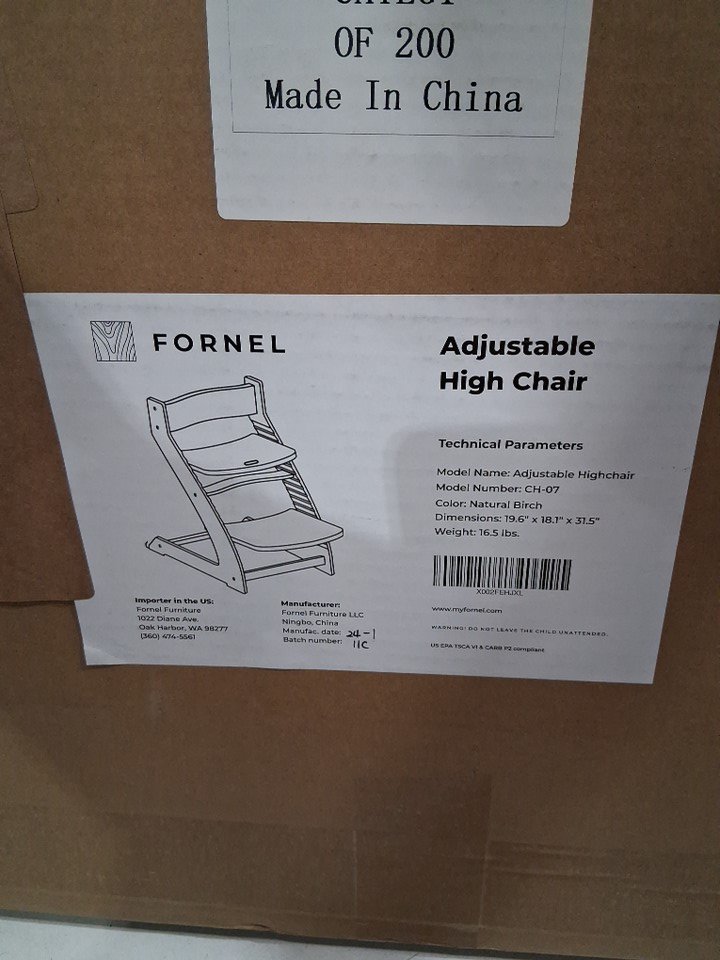 OF 200
Made In China
FORNEL
Adjustable
High Chair
Technical Parameters
Model Name: Adjustable Highchair
Model Number: CH-07
Color: Natural Birch
Dimensions: 19.6" x 18.1" x 31.5"
Weight: 16.5 lbs.
X002FEHJXL
www.myfornel.com
WARNING: DO NOT LEAVE THE CHILD UNATTENDED.
US EPA TSCA VI & CARB P2 compliant
Importer in the US:
Fornel Furniture
1022 Diane Ave.
Oak Harbor, WA 98277
(360) 474-5561
Manufacturer:
Fornel Furniture LLC
Ningbo, China
Manufac. date: 24-1
Batch number: 11C